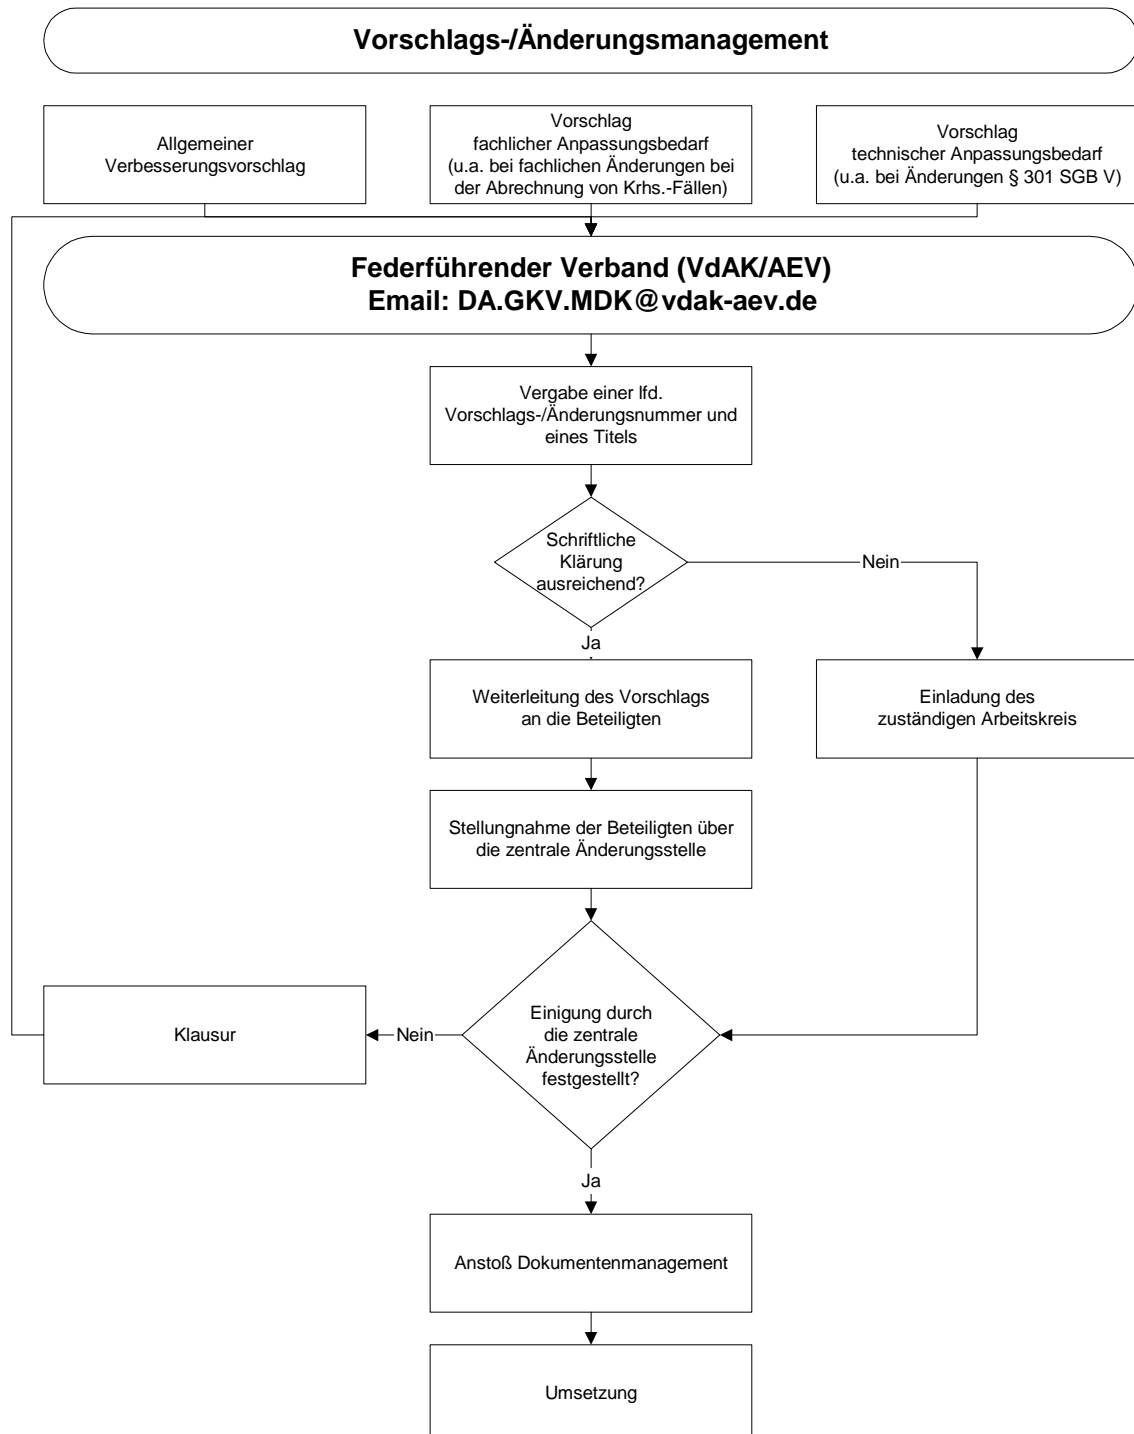 Vorschlags-/Änderungsmanagement
Allgemeiner
Verbesserungsvorschlag
Vorschlag
fachlicher Anpassungsbedarf
(u.a. bei fachlichen Änderungen bei
der Abrechnung von Krhs.-Fällen)
Vorschlag
technischer Anpassungsbedarf
(u.a. bei Änderungen § 301 SGB V)
Federführender Verband (VdAK/AEV)
Email: DA.GKV.MDK@vdak-aev.de
Vergabe einer lfd.
Vorschlags-/Änderungsnummer und
eines Titels
Schriftliche
Klärung
ausreichend?
Nein
Ja
Weiterleitung des Vorschlags
an die Beteiligten
Einladung des
zuständigen Arbeitskreis
Stellungnahme der Beteiligten über
die zentrale Änderungsstelle
Einigung durch
die zentrale
Änderungsstelle
festgestellt?
Nein
Klausur
Ja
Anstoß Dokumentenmanagement
Umsetzung